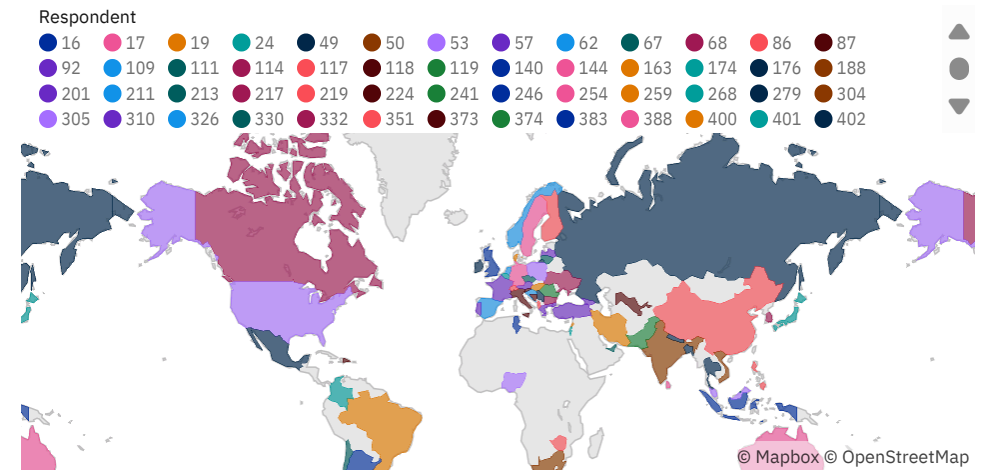 Respondent
16 17 19 24 49 50 53 57 62 67 68 86 87
92 109 111 114 117 118 119 140 144 163 174 176 188
201 211 213 217 219 224 241 246 254 259 268 279 304
305 310 326 330 332 351 373 374 383 388 400 401 402
© Mapbox © OpenStreetMap